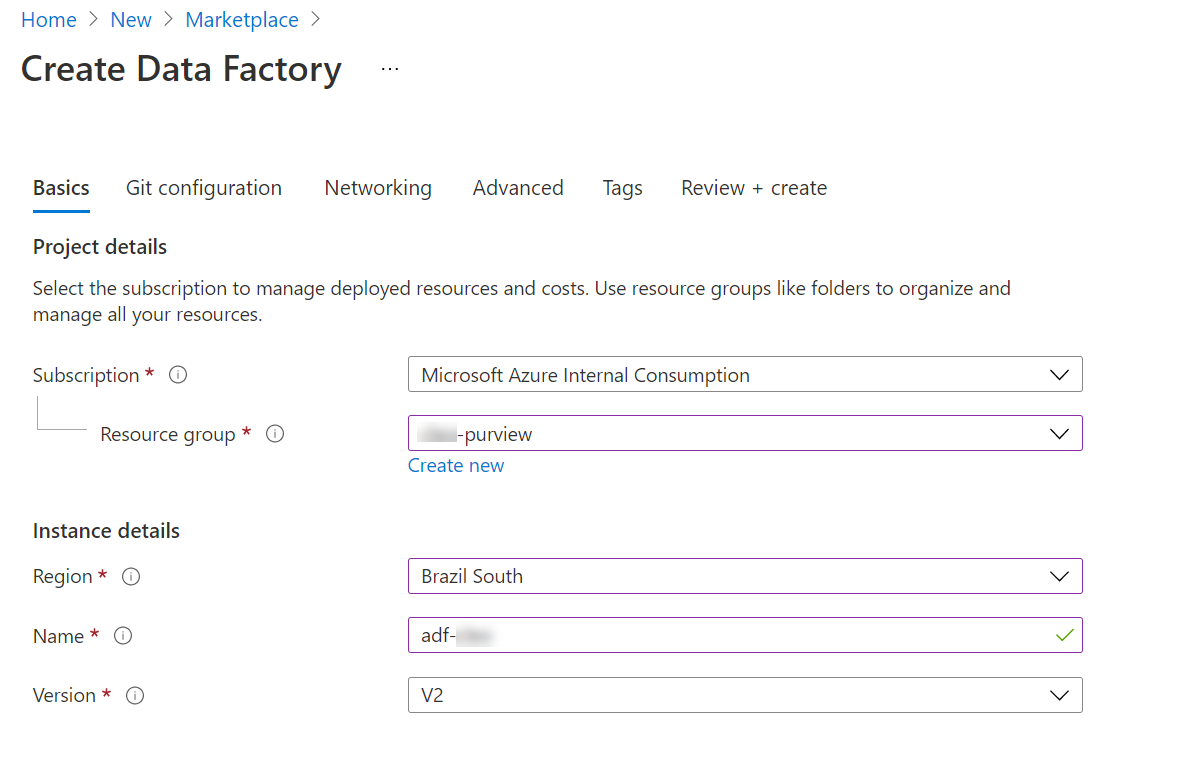 Home > New > Marketplace >
Create Data Factory ...
Basics Git configuration Networking Advanced Tags Review + create
Project details
Select the subscription to manage deployed resources and costs. Use resource groups like folders to organize and
manage all your resources.
Subscription * Microsoft Azure Internal Consumption
Resource group * -purview
Create new
Instance details
Region * Brazil South
Name * adf-
Version * V2